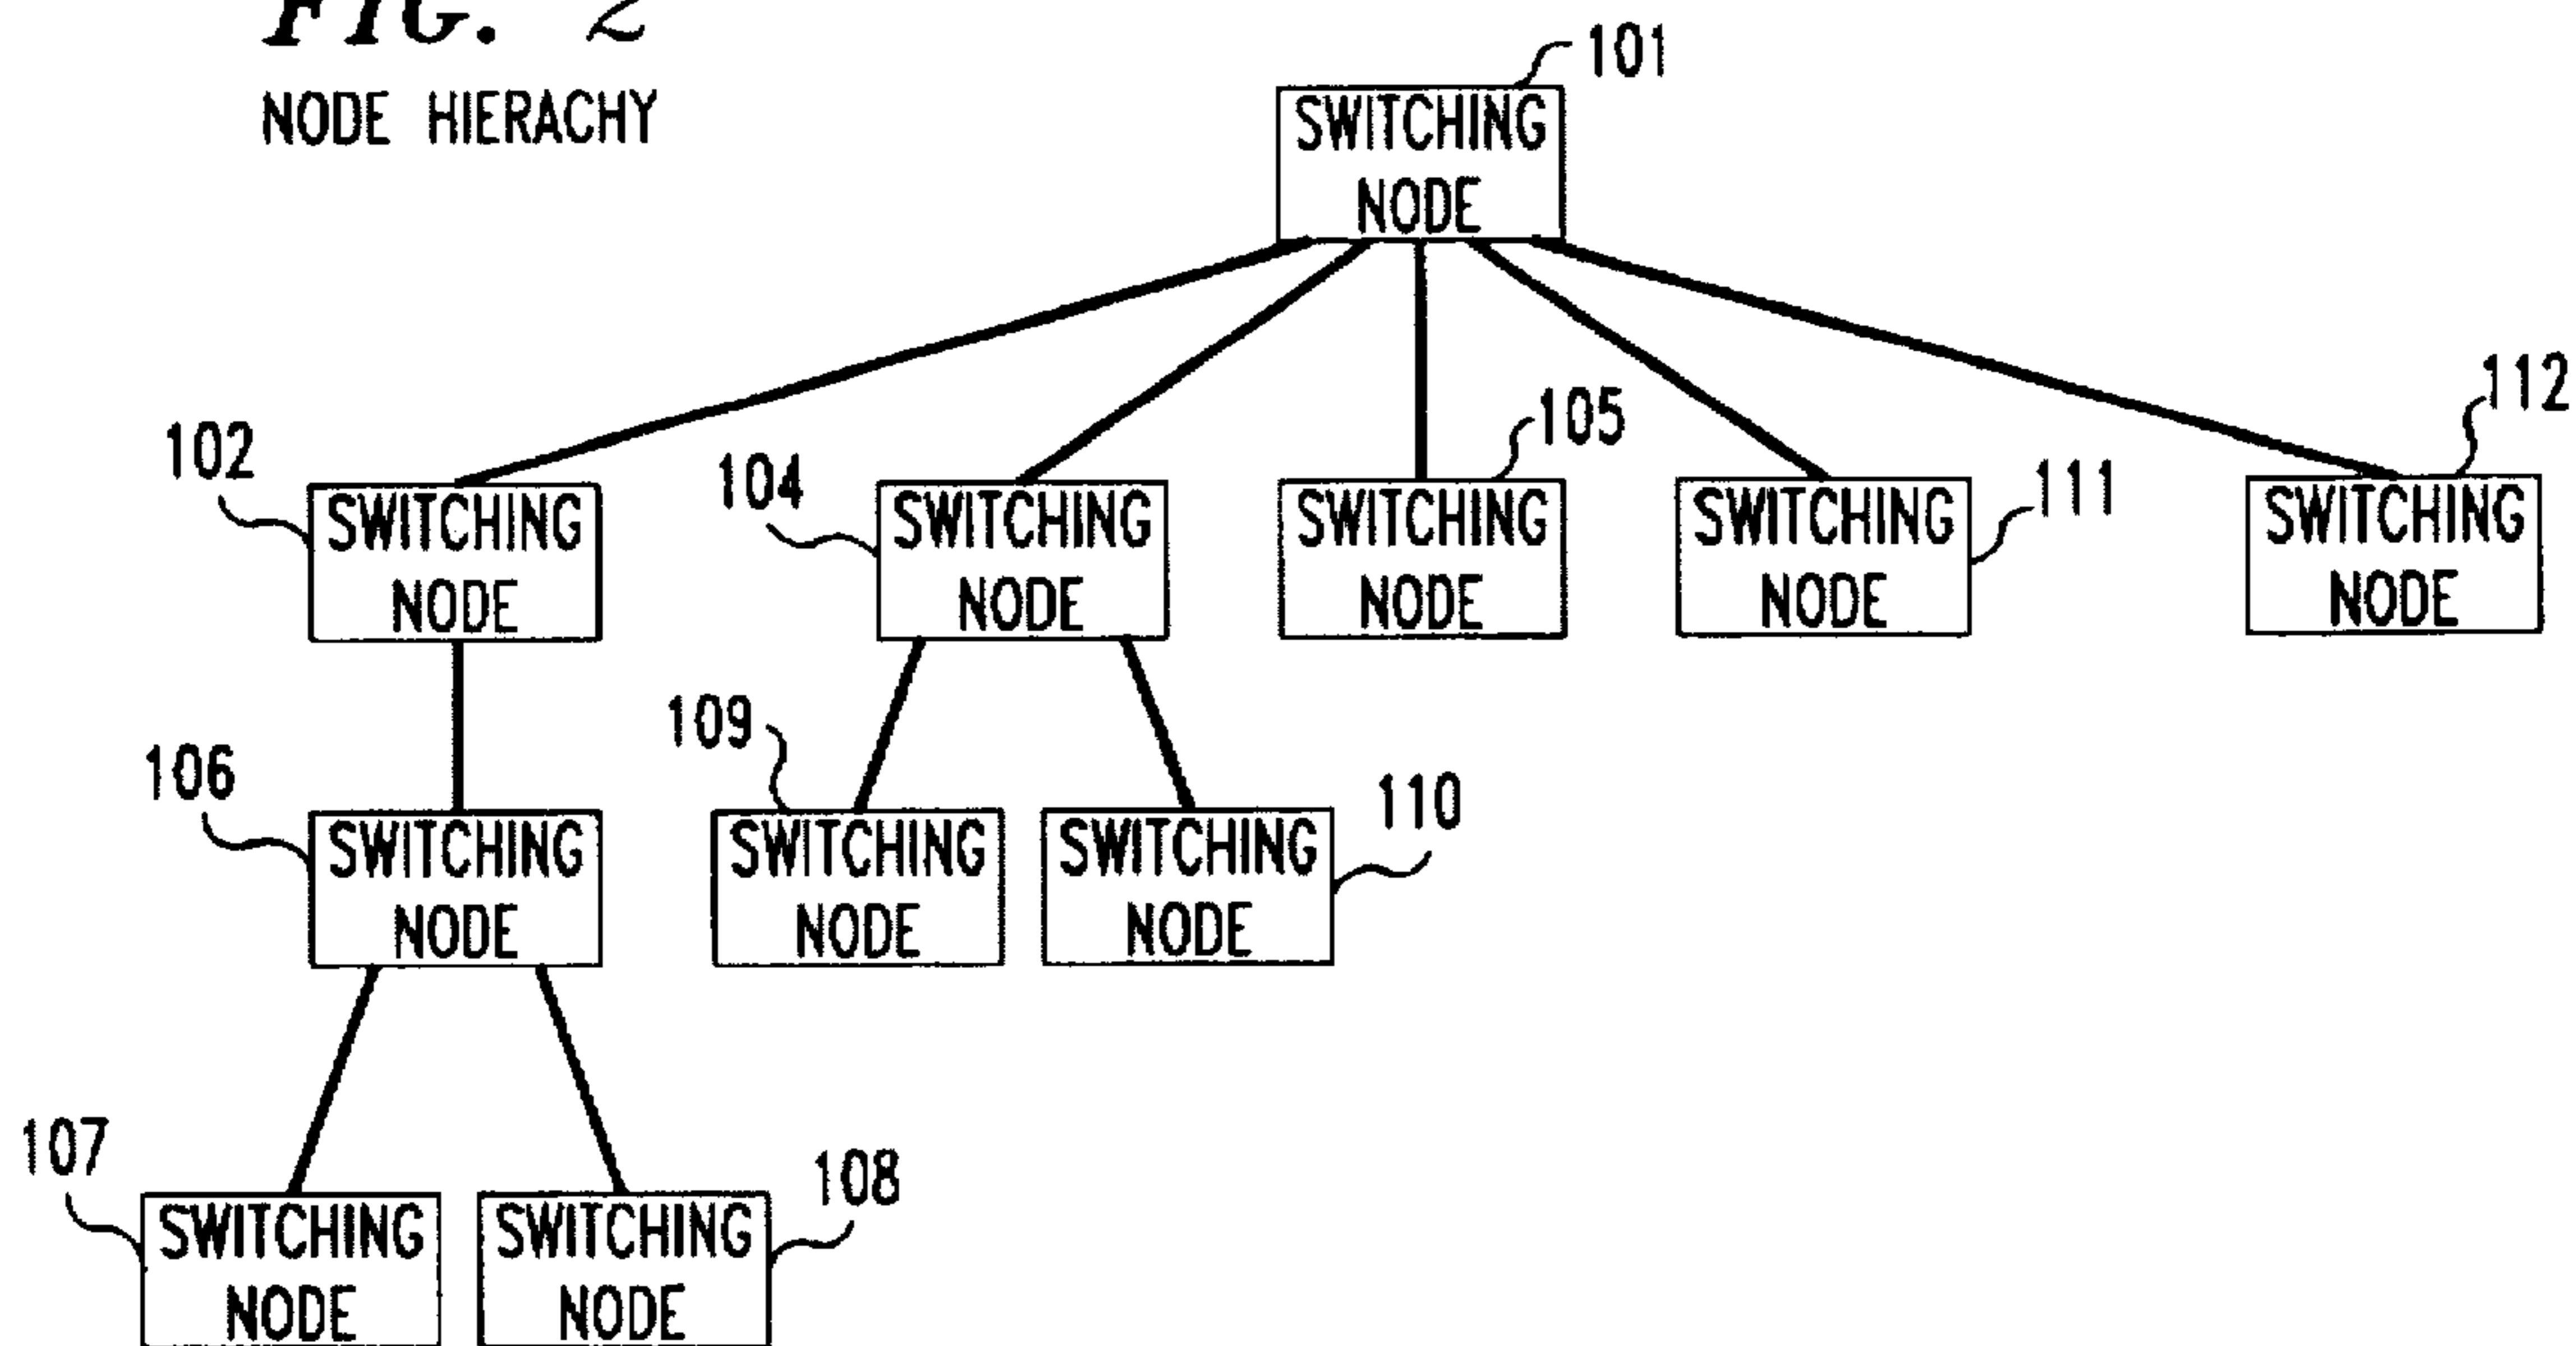 FIG. 2
NODE HIERACHY
101
SWITCHING
NODE
102
SWITCHING
NODE
104
SWITCHING
NODE
105
SWITCHING
NODE
111
SWITCHING
NODE
112
SWITCHING
NODE
106
SWITCHING
NODE
109
SWITCHING
NODE
110
SWITCHING
NODE
107
SWITCHING
NODE
108
SWITCHING
NODE